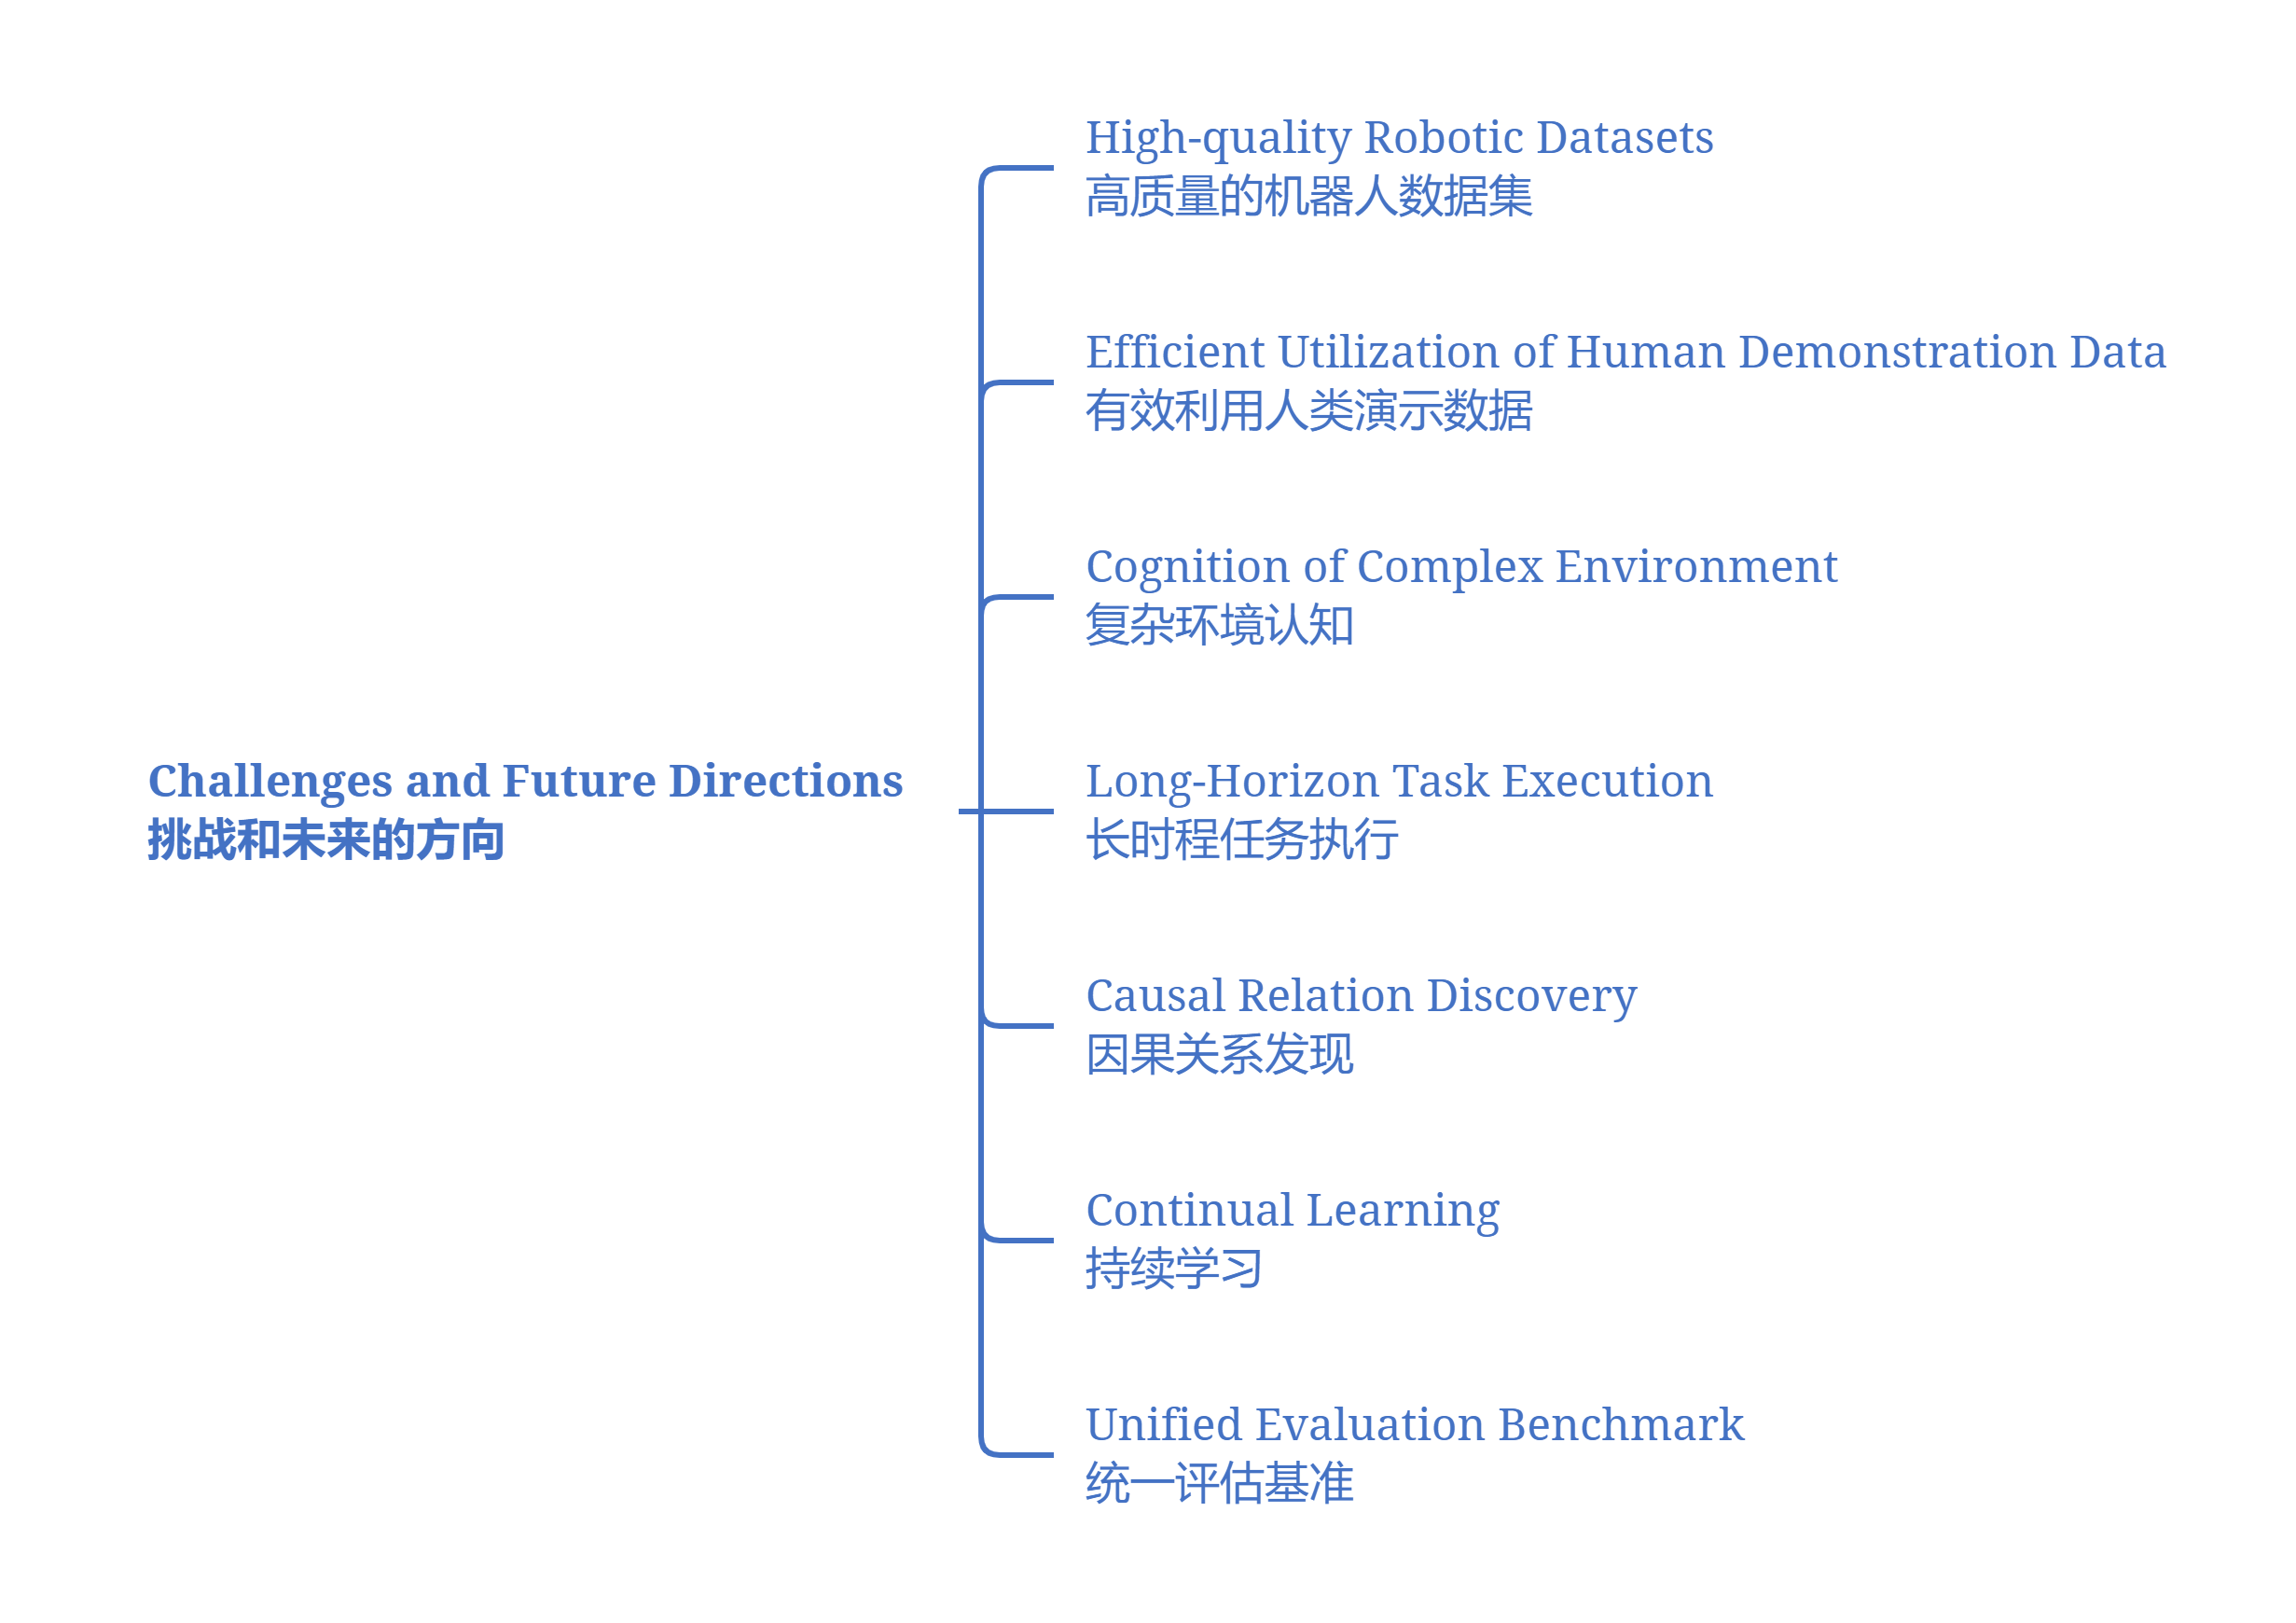 High-quality Robotic Datasets
高质量的机器人数据集
Efficient Utilization of Human Demonstration Data
有效利用人类演示数据
Cognition of Complex Environment
复杂环境认知
Challenges and Future Directions
挑战和未来的方向
Long-Horizon Task Execution
长时程任务执行
Causal Relation Discovery
因果关系发现
Continual Learning
持续学习
Unified Evaluation Benchmark
统一评估基准